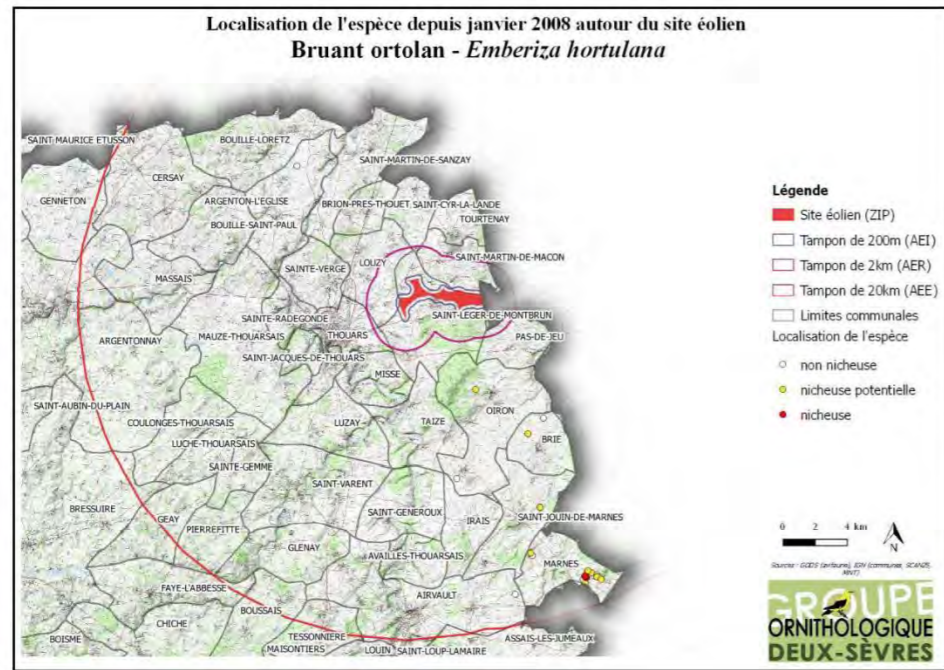 Localisation de l'espèce depuis janvier 2008 autour du site éolien
Bruant ortolan - Emberiza hortulana
SAINT MAURICE ETUSSON
BOUILLE-LORETZ
SAINT-MARTIN-DE-SANZAY
CERSAY
GENNETON
ARGENTON-L'EGLISE
BRION-PRES-THOUET
SAINT-CYR-LA-LANDE
TOURTENAY
BOUILLE-SAINT-PAUL
SAINT-MARTIN-DE-MACON
LOUZY
SAINTE-VERGE
MASSAIS
SAINTE-RADEGONDE
SAINT-LEGER-DE-MONTBRUN
ARGENTONNAY
MAUZE-THOUARSAIS
THOUARS
PAS-DE-JEU
SAINT-JACQUES-DE-THOUARS
MISSE
SAINT-AUBIN-DU-PLAIN
OIRON
COULONGES-THOUARSAIS
LUZAY
TAIZE
BRIE
LUCHE-THOUARSAIS
SAINTE-GEMME
SAINT-VARENT
BRESSUIRE
SAINT-GENEROUX
IRAIS
SAINT-JOUIN-DE-MARNES
GEAY
PIERREFITTE
GLENAY
AVAILLES-THOUARSAIS
MARNES
FAYE-L'ABBESSE
AIRVAULT
BOUSSAIS
CHICHE
BOISME
TESSONNIERE
ASSAIS-LES-JUMEAUX
MAISONTIERS
LOUIN
SAINT-LOUP-LAMAIRE
Légende
Site éolien (ZIP)
Tampon de 200m (AEI)
Tampon de 2km (AER)
Tampon de 20km (AEE)
Limites communales
Localisation de l'espèce
non nicheuse
nicheuse potentielle
nicheuse
0 2 4 km
N
Sources : GODS (avifaune), IGN (communes, SCAN25, MNT)
GROUPE
ORNITHOLOGIQUE
DEUX-SÈVRES